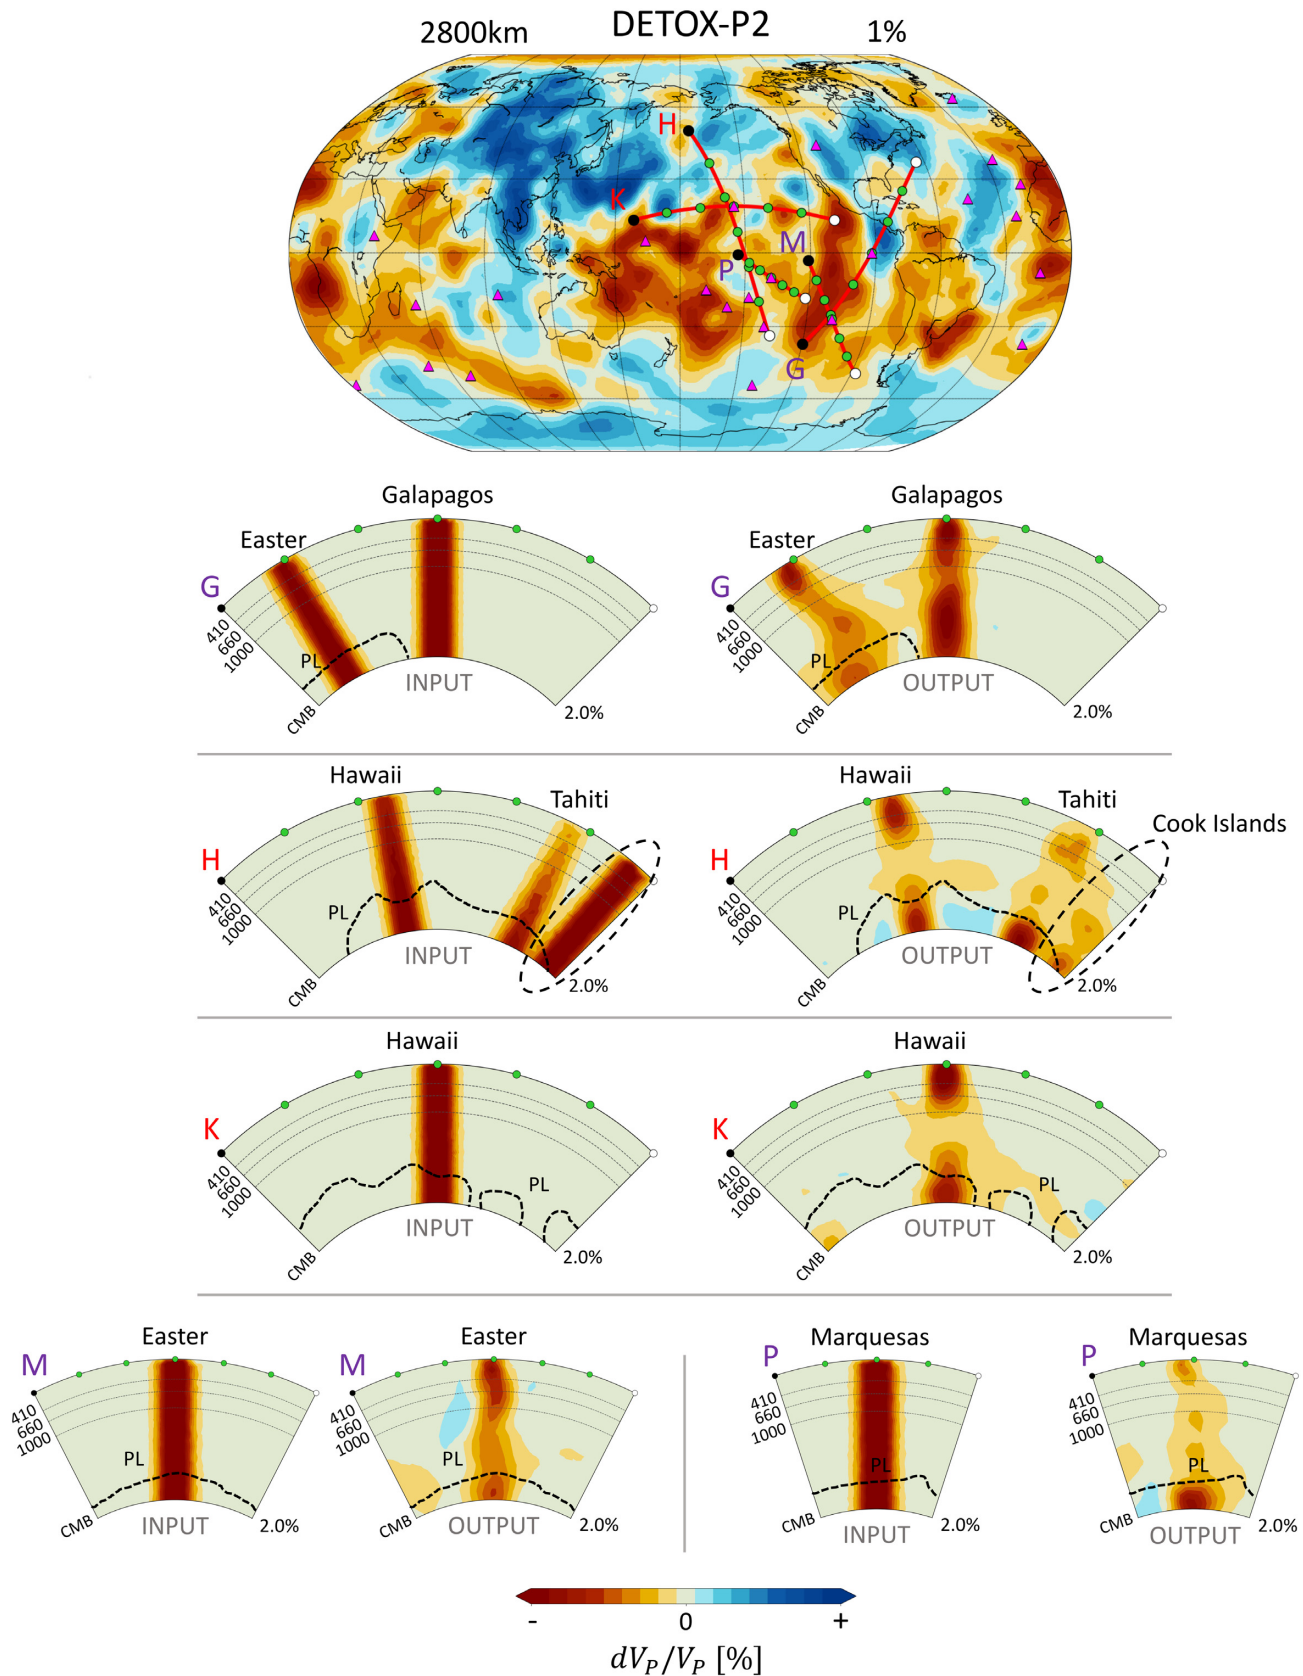 2800km DETOX-P2 1%
H
K
M
P
G
Galapagos Galapagos
Easter Easter
G G
410 410
660 660
1000 1000
PL PL
INPUT OUTPUT
CMB 2.0% CMB 2.0%
Hawaii Hawaii
Tahiti Tahiti
Cook Islands
H H
410 410
660 660
1000 1000
PL PL
INPUT OUTPUT
CMB 2.0% CMB 2.0%
Hawaii Hawaii
K K
410 410
660 660
1000 1000
PL PL
INPUT OUTPUT
CMB 2.0% CMB 2.0%
Easter Easter Marquesas Marquesas
M M P P
410 410 410 410
660 660 660 660
1000 1000 1000 1000
PL PL PL PL
CMB INPUT 2.0% CMB OUTPUT 2.0% CMB INPUT 2.0% CMB OUTPUT 2.0%
- 0 +
dV_P/V_P [%]